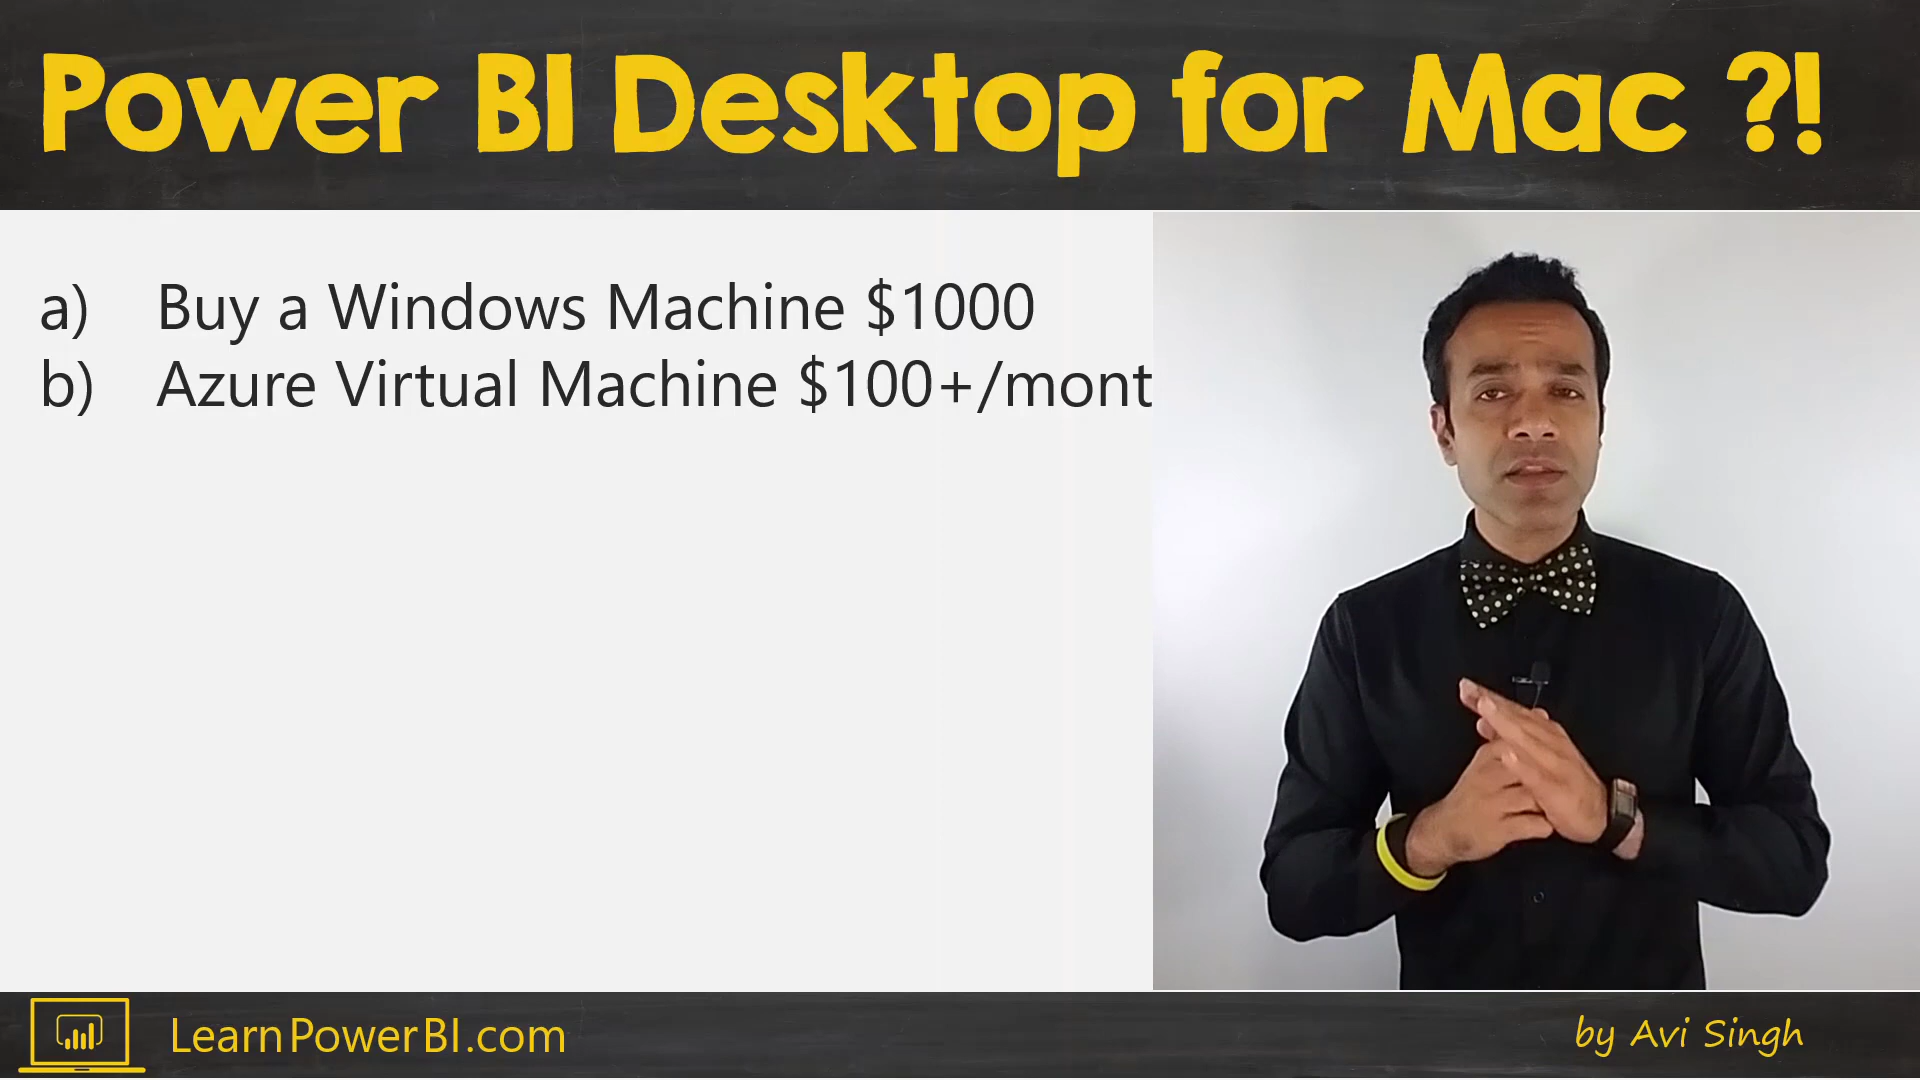 Power BI Desktop for Mac ?!
a) Buy a Windows Machine $1000
b) Azure Virtual Machine $100+/mont
LearnPowerBI.com
by Avi Singh